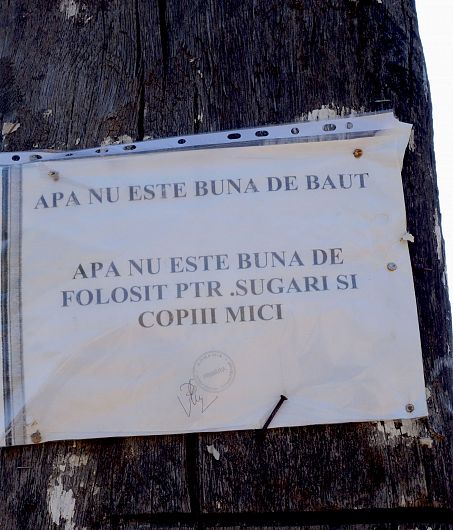 APA NU ESTE BUNA DE BAUT
APA NU ESTE BUNA DE
FOLOSIT PTR .SUGARI SI
COPIII MICI